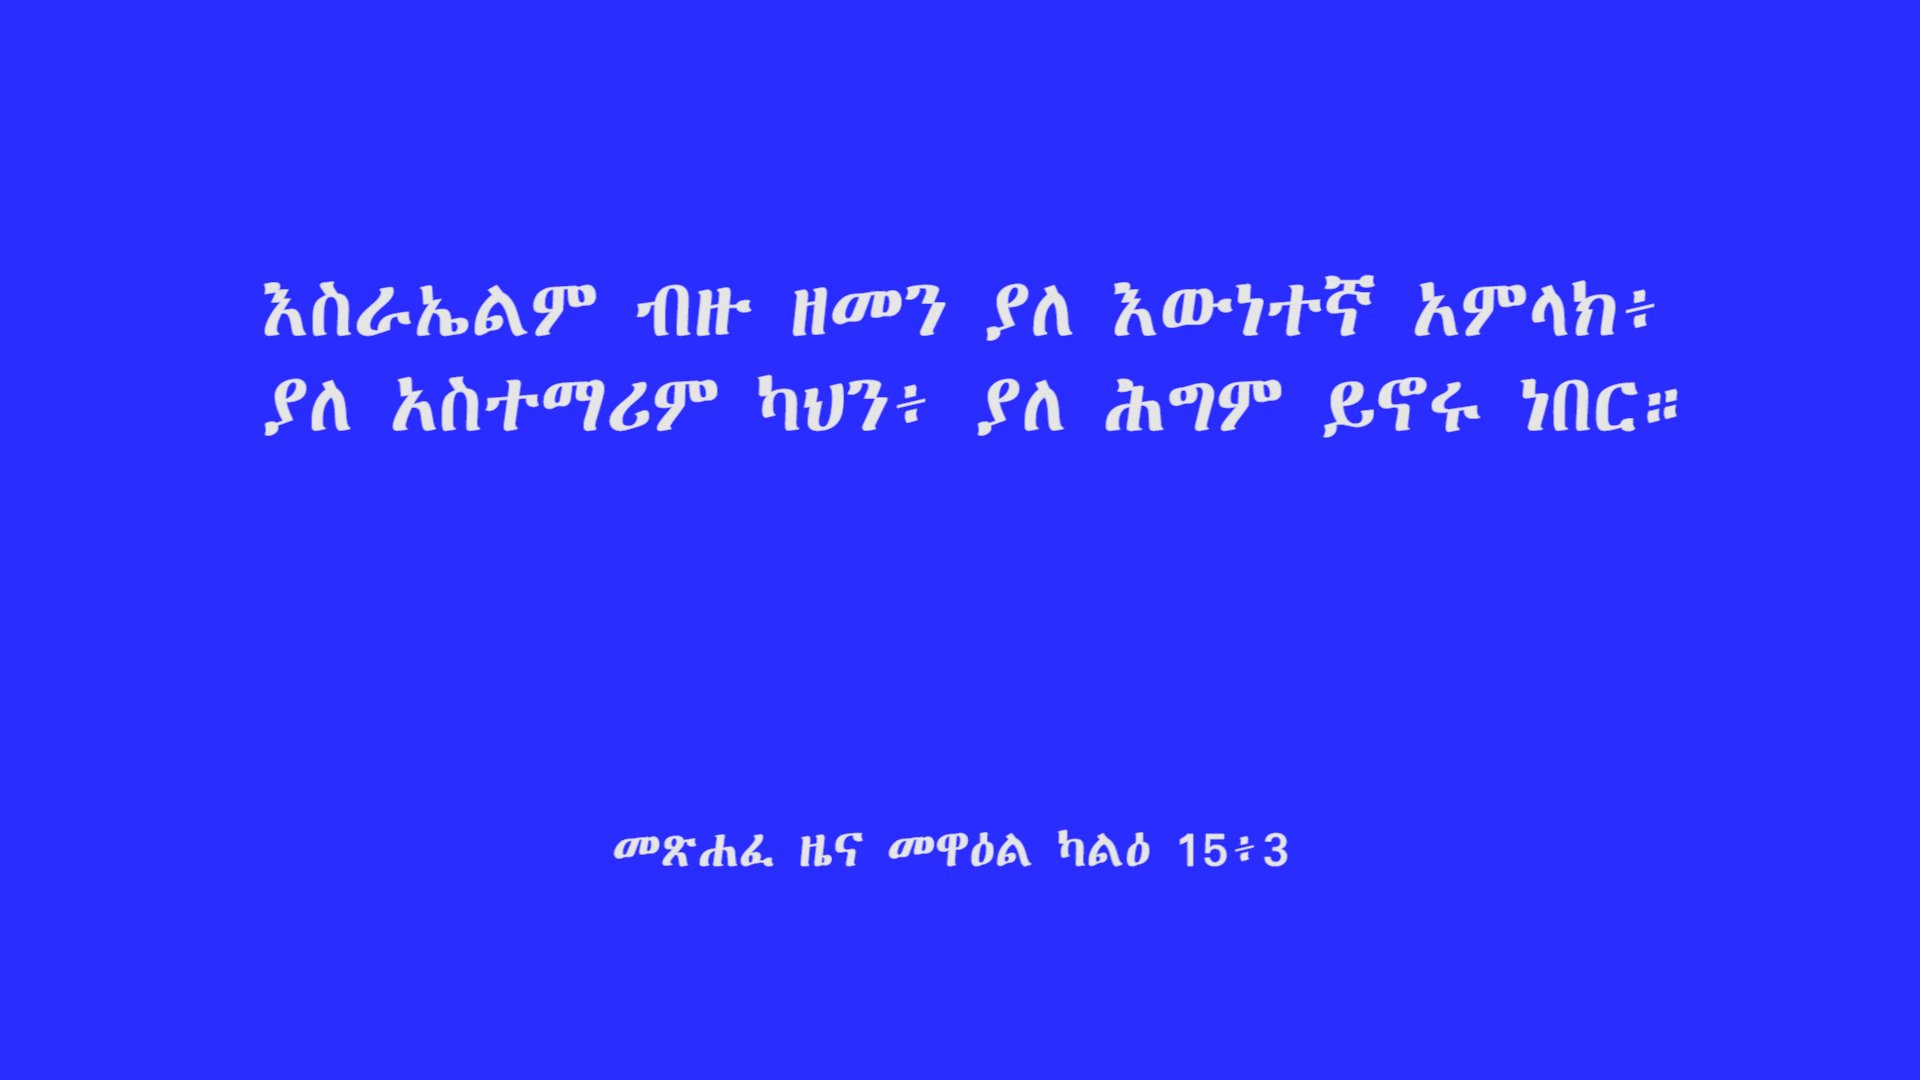 እስራኤልም ብዙ ዘመን ያለ እውነተኛ አምላክ፥
ያለ አስተማሪም ካህን፥ ያለ ሕግም ይኖሩ ነበር።
መጽሐፈ ዜና መዋዕል ካልዕ 15፥3